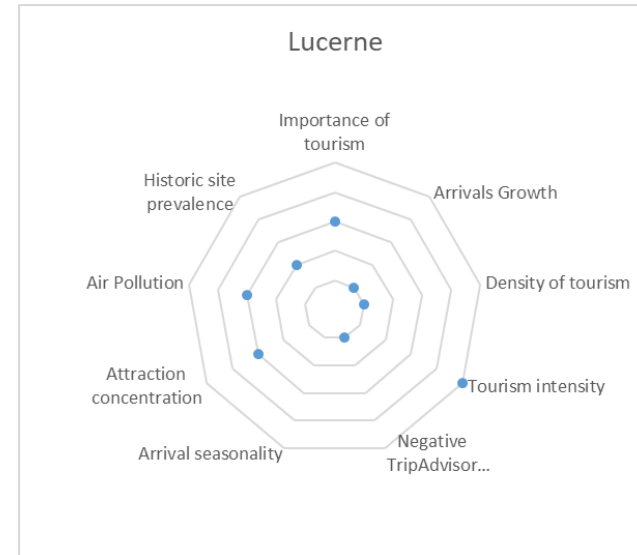 Lucerne
Importance of
tourism
Historic site
prevalence
Arrivals Growth
Air Pollution
Density of tourism
Attraction
concentration
Tourism intensity
Arrival seasonality
Negative
TripAdvisor...